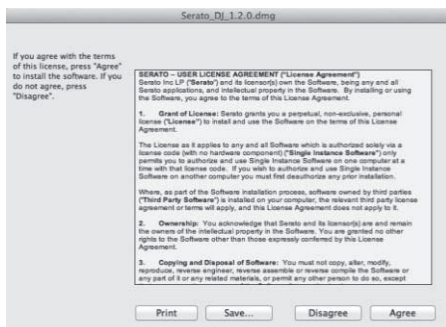 Serato_DJ_1.2.0.dmg
If you agree with the terms
of this license, press "Agree"
to install the software. If you
do not agree, press
"Disagree".
SERATO – USER LICENSE AGREEMENT ("License Agreement")
Serato Inc LP ("Serato") and its licensor(s) own the Software, being any and all
Serato applications, and intellectual property in the Software. By installing or using
the Software, you agree to the terms of this License Agreement.
1. Grant of License: Serato grants you a perpetual, non-exclusive, personal
license ("License") to install and use the Software on the terms of this License
Agreement.
The License as it applies to any and all Software which is authorized solely via a
license code (with no hardware component) ("Single Instance Software") only
permits you to authorize and use Single Instance Software on one computer at a
time with that license code. If you wish to authorize and use Single Instance
Software on another computer you must first deauthorize any prior installation.
Where, as part of the Software installation process, software owned by third parties
("Third Party Software") is installed on your computer, the relevant third party license
agreement or terms will apply, and this License Agreement does not apply to it.
2. Ownership: You acknowledge that Serato and its licensor(s) are and remain
the owners of the intellectual property in the Software. You are granted no other
rights to the Software other than those expressly conferred by this License
Agreement.
3. Copying and Disposal of Software: You must not copy, alter, modify,
reproduce, reverse engineer, reverse assemble or reverse compile the Software or
any part of it or any related materials, or permit any other person to do so, except
Print Save... Disagree Agree